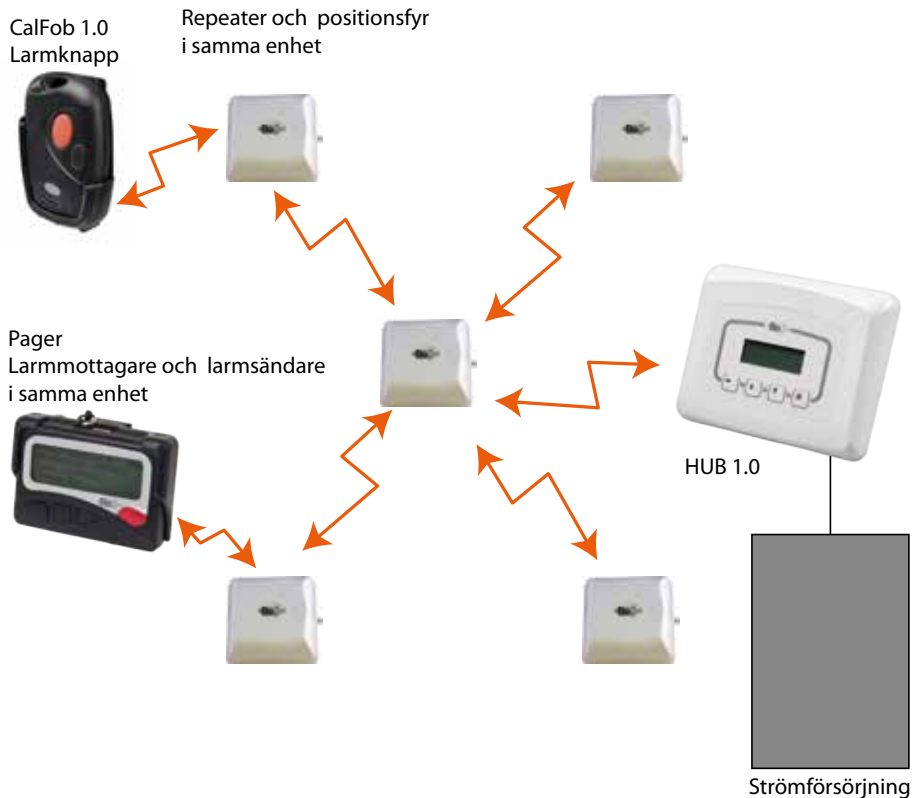 CalFob 1.0
Larmknapp
Repeater och positionsfyr
i samma enhet
Pager
Larmmottagare och larmsändare
i samma enhet
HUB 1.0
Strömförsörjning